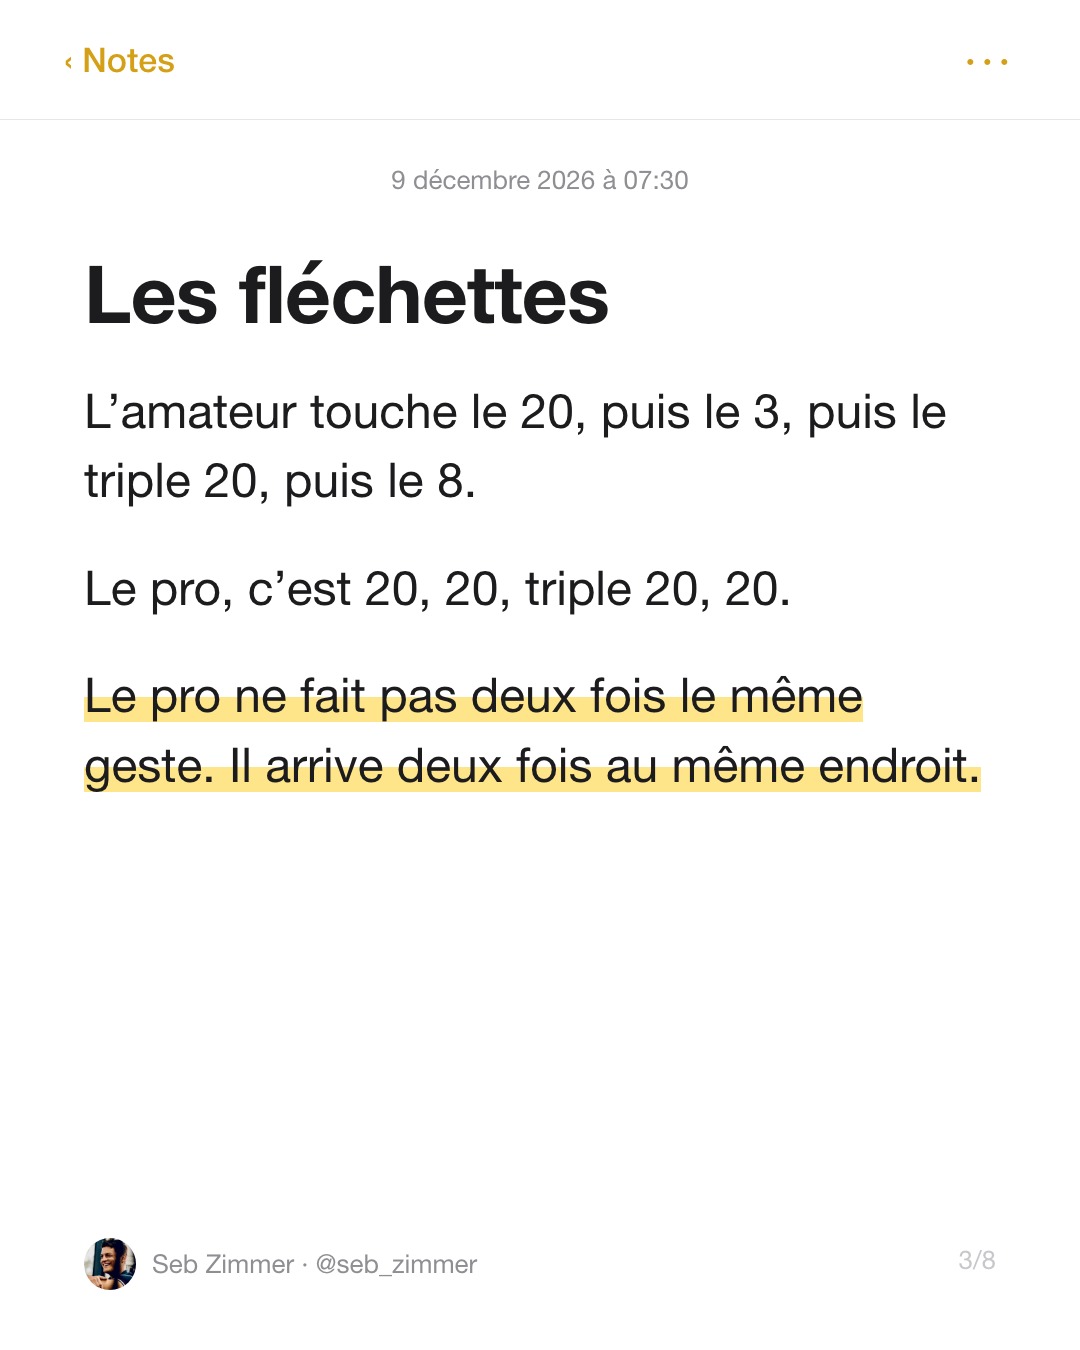 ‹ Notes
9 décembre 2026 à 07:30
Les fléchettes
L’amateur touche le 20, puis le 3, puis le
triple 20, puis le 8.
Le pro, c’est 20, 20, triple 20, 20.
Le pro ne fait pas deux fois le même
geste. Il arrive deux fois au même endroit.
Seb Zimmer · @seb_zimmer
3/8